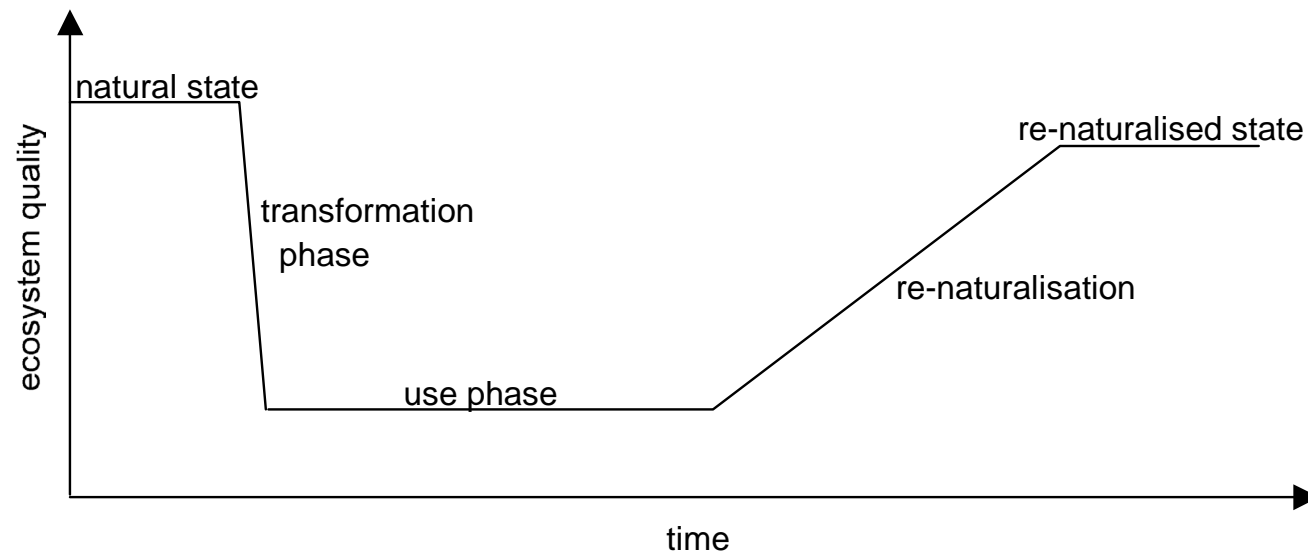 natural state
re-naturalised state
ecosystem quality
transformation
phase
re-naturalisation
use phase
time